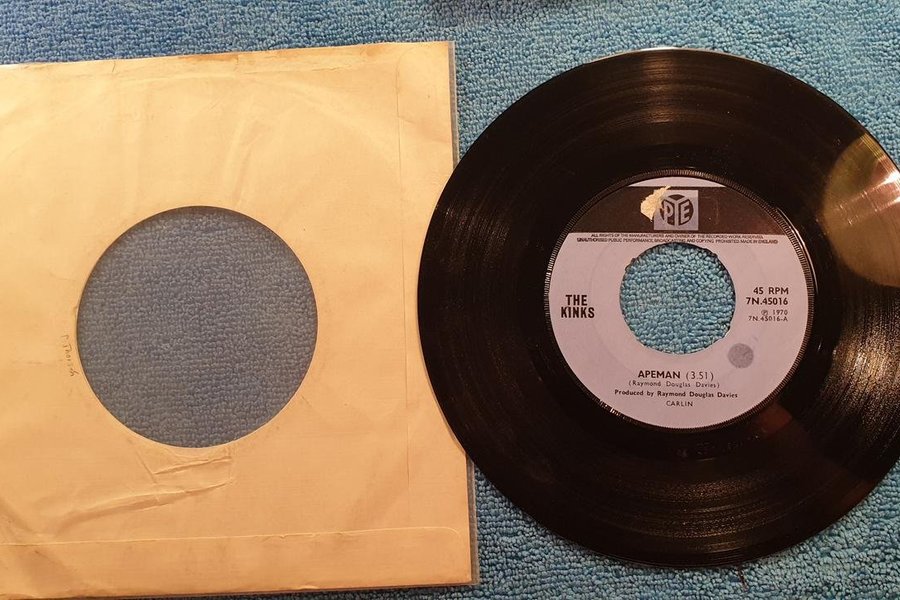 PYE
ALL RIGHTS OF THE MANUFACTURERS AND OWNER OF THE RECORDED WORK RESERVED.
UNAUTHORISED PUBLIC PERFORMANCE, BROADCASTING AND COPYING PROHIBITED. MADE IN ENGLAND
THE
KINKS
45 RPM
7N.45016
℗ 1970
7N.45016-A
APEMAN (3.51)
(Raymond Douglas Davies)
Produced by Raymond Douglas Davies
CARLIN